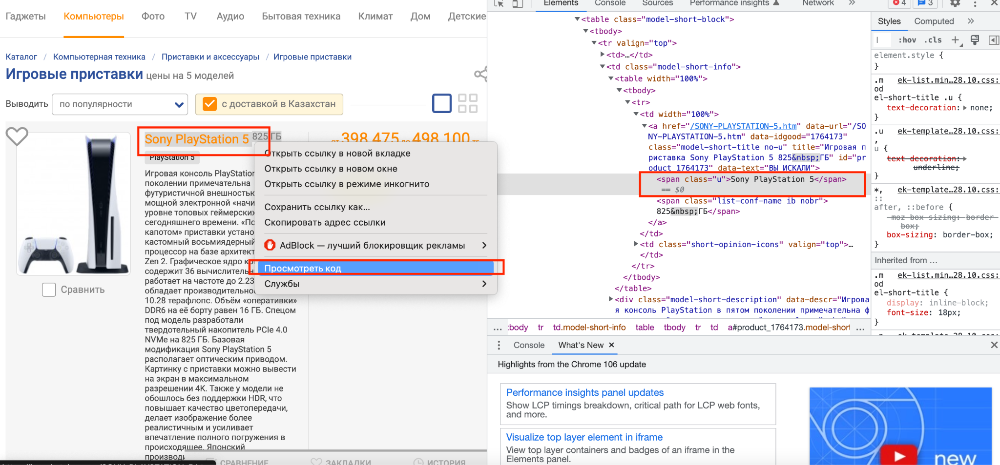 Гаджеты Компьютеры Фото TV Аудио Бытовая техника Климат Дом Детские
Каталог / Компьютерная техника / Приставки и аксессуары / Игровые приставки
Игровые приставки цены на 5 моделей
Выводить по популярности с доставкой в Казахстан
Sony PlayStation 5 825 ГБ
от 398 475 до 498 100 тг
PlayStation 5
Игровая консоль PlayStation
поколении примечательна
футуристичной внешностью
мощной электронной «начи
уровне топовых геймерских
сегодняшнего времени. «По
капотом» приставки устано
кастомный восьмиядерный
процессор на базе архитект
Zen 2. Графическое ядро ко
содержит 36 вычислительн
работает на частоте до 2.23
обладает производительнос
10.28 терафлопс. Объём «оперативки»
DDR6 на её борту равен 16 ГБ. Спецом
под модель разработали
твердотельный накопитель PCIe 4.0
NVMe на 825 ГБ. Базовая
модификация Sony PlayStation 5
располагает оптическим приводом.
Картинку с приставки можно вывести
на экран в максимальном
разрешении 4K. Также у модели не
обошлось без поддержки HDR, что
повышает качество цветопередачи,
делает изображение более
реалистичным и усиливает
впечатление полного погружения в
происходящее. Японский
Сравнить
СРАВНЕНИЕ ЗАКЛАДКИ ИСТОРИЯ
Открыть ссылку в новой вкладке
Открыть ссылку в новом окне
Открыть ссылку в режиме инкогнито
Сохранить ссылку как...
Скопировать адрес ссылки
AdBlock — лучший блокировщик рекламы
Просмотреть код
Службы
Elements Console Sources Performance insights Network » 4 3
<table class="model-short-block">
<tbody>
<tr valign="top">
<td>…</td>
<td class="model-short-info">
<table width="100%">
<tbody>
<tr>
<td width="100%">
<a href="/SONY-PLAYSTATION-5.htm" data-url="/SO
NY-PLAYSTATION-5.htm" data-idgood="1764173"
class="model-short-title no-u" title="Игровая п
риставка Sony PlayStation 5 825&nbsp;ГБ" id="pr
oduct_1764173" data-text="ВЫ ИСКАЛИ">
<span class="u">Sony PlayStation 5</span>
== $0
<span class="list-conf-name ib nobr">
825&nbsp;ГБ</span>
</a>
</td>
<td class="short-opinion-icons" valign="top">…
</td>
</tr>
</tbody>
</table>
<div class="model-short-description" data-descr="Игрова
я консоль PlayStation в пятом поколении примечательна ф
... tbody tr td.model-short-info table tbody tr td a#product_1764173.model-short ...
Styles Computed »
:hov .cls +
element.style {
}
.m ek-list.min…28.10.css:
od
el-short-title .u {
text-decoration: none;
}
.u ek-template…28.10.css:
,
u {
text-decoration:
underline;
}
*, ek-template…28.10.css:
::
after, ::before {
-moz-box-sizing: border-
box;
box-sizing: border-box;
}
Inherited from …
.m ek-list.min…28.10.css:
od
el-short-title {
display: inline-block;
font-size: 18px;
}
Console What's New ×
Highlights from the Chrome 106 update
Performance insights panel updates
Show LCP timings breakdown, critical path for LCP web fonts,
and more.
Visualize top layer element in iframe
View top layer containers and badges of an iframe in the
Elements panel.
new